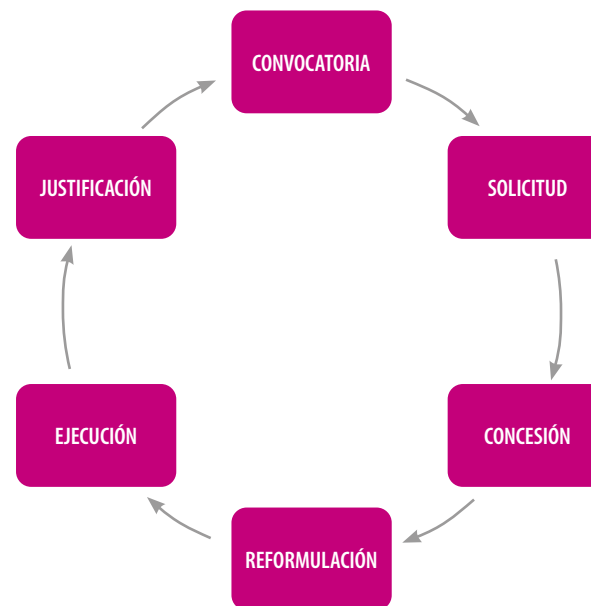 CONVOCATORIA
SOLICITUD
CONCESIÓN
REFORMULACIÓN
EJECUCIÓN
JUSTIFICACIÓN